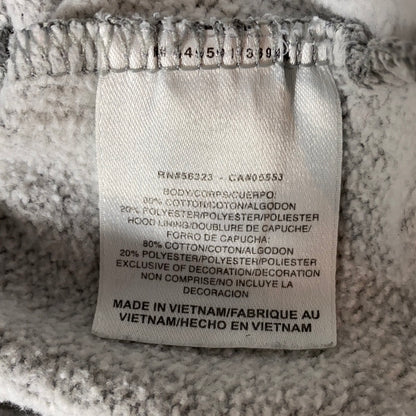 RN#56323 - CA#05553
BODY/CORPS/CUERPO:
80% COTTON/COTON/ALGODON
20% POLYESTER/POLYESTER/POLIESTER
HOOD LINING/DOUBLURE DE CAPUCHE/
FORRO DE CAPUCHA:
80% COTTON/COTON/ALGODON
20% POLYESTER/POLYESTER/POLIESTER
EXCLUSIVE OF DECORATION/DECORATION
NON COMPRISE/NO INCLUYE LA
DECORACION
MADE IN VIETNAM/FABRIQUE AU
VIETNAM/HECHO EN VIETNAM